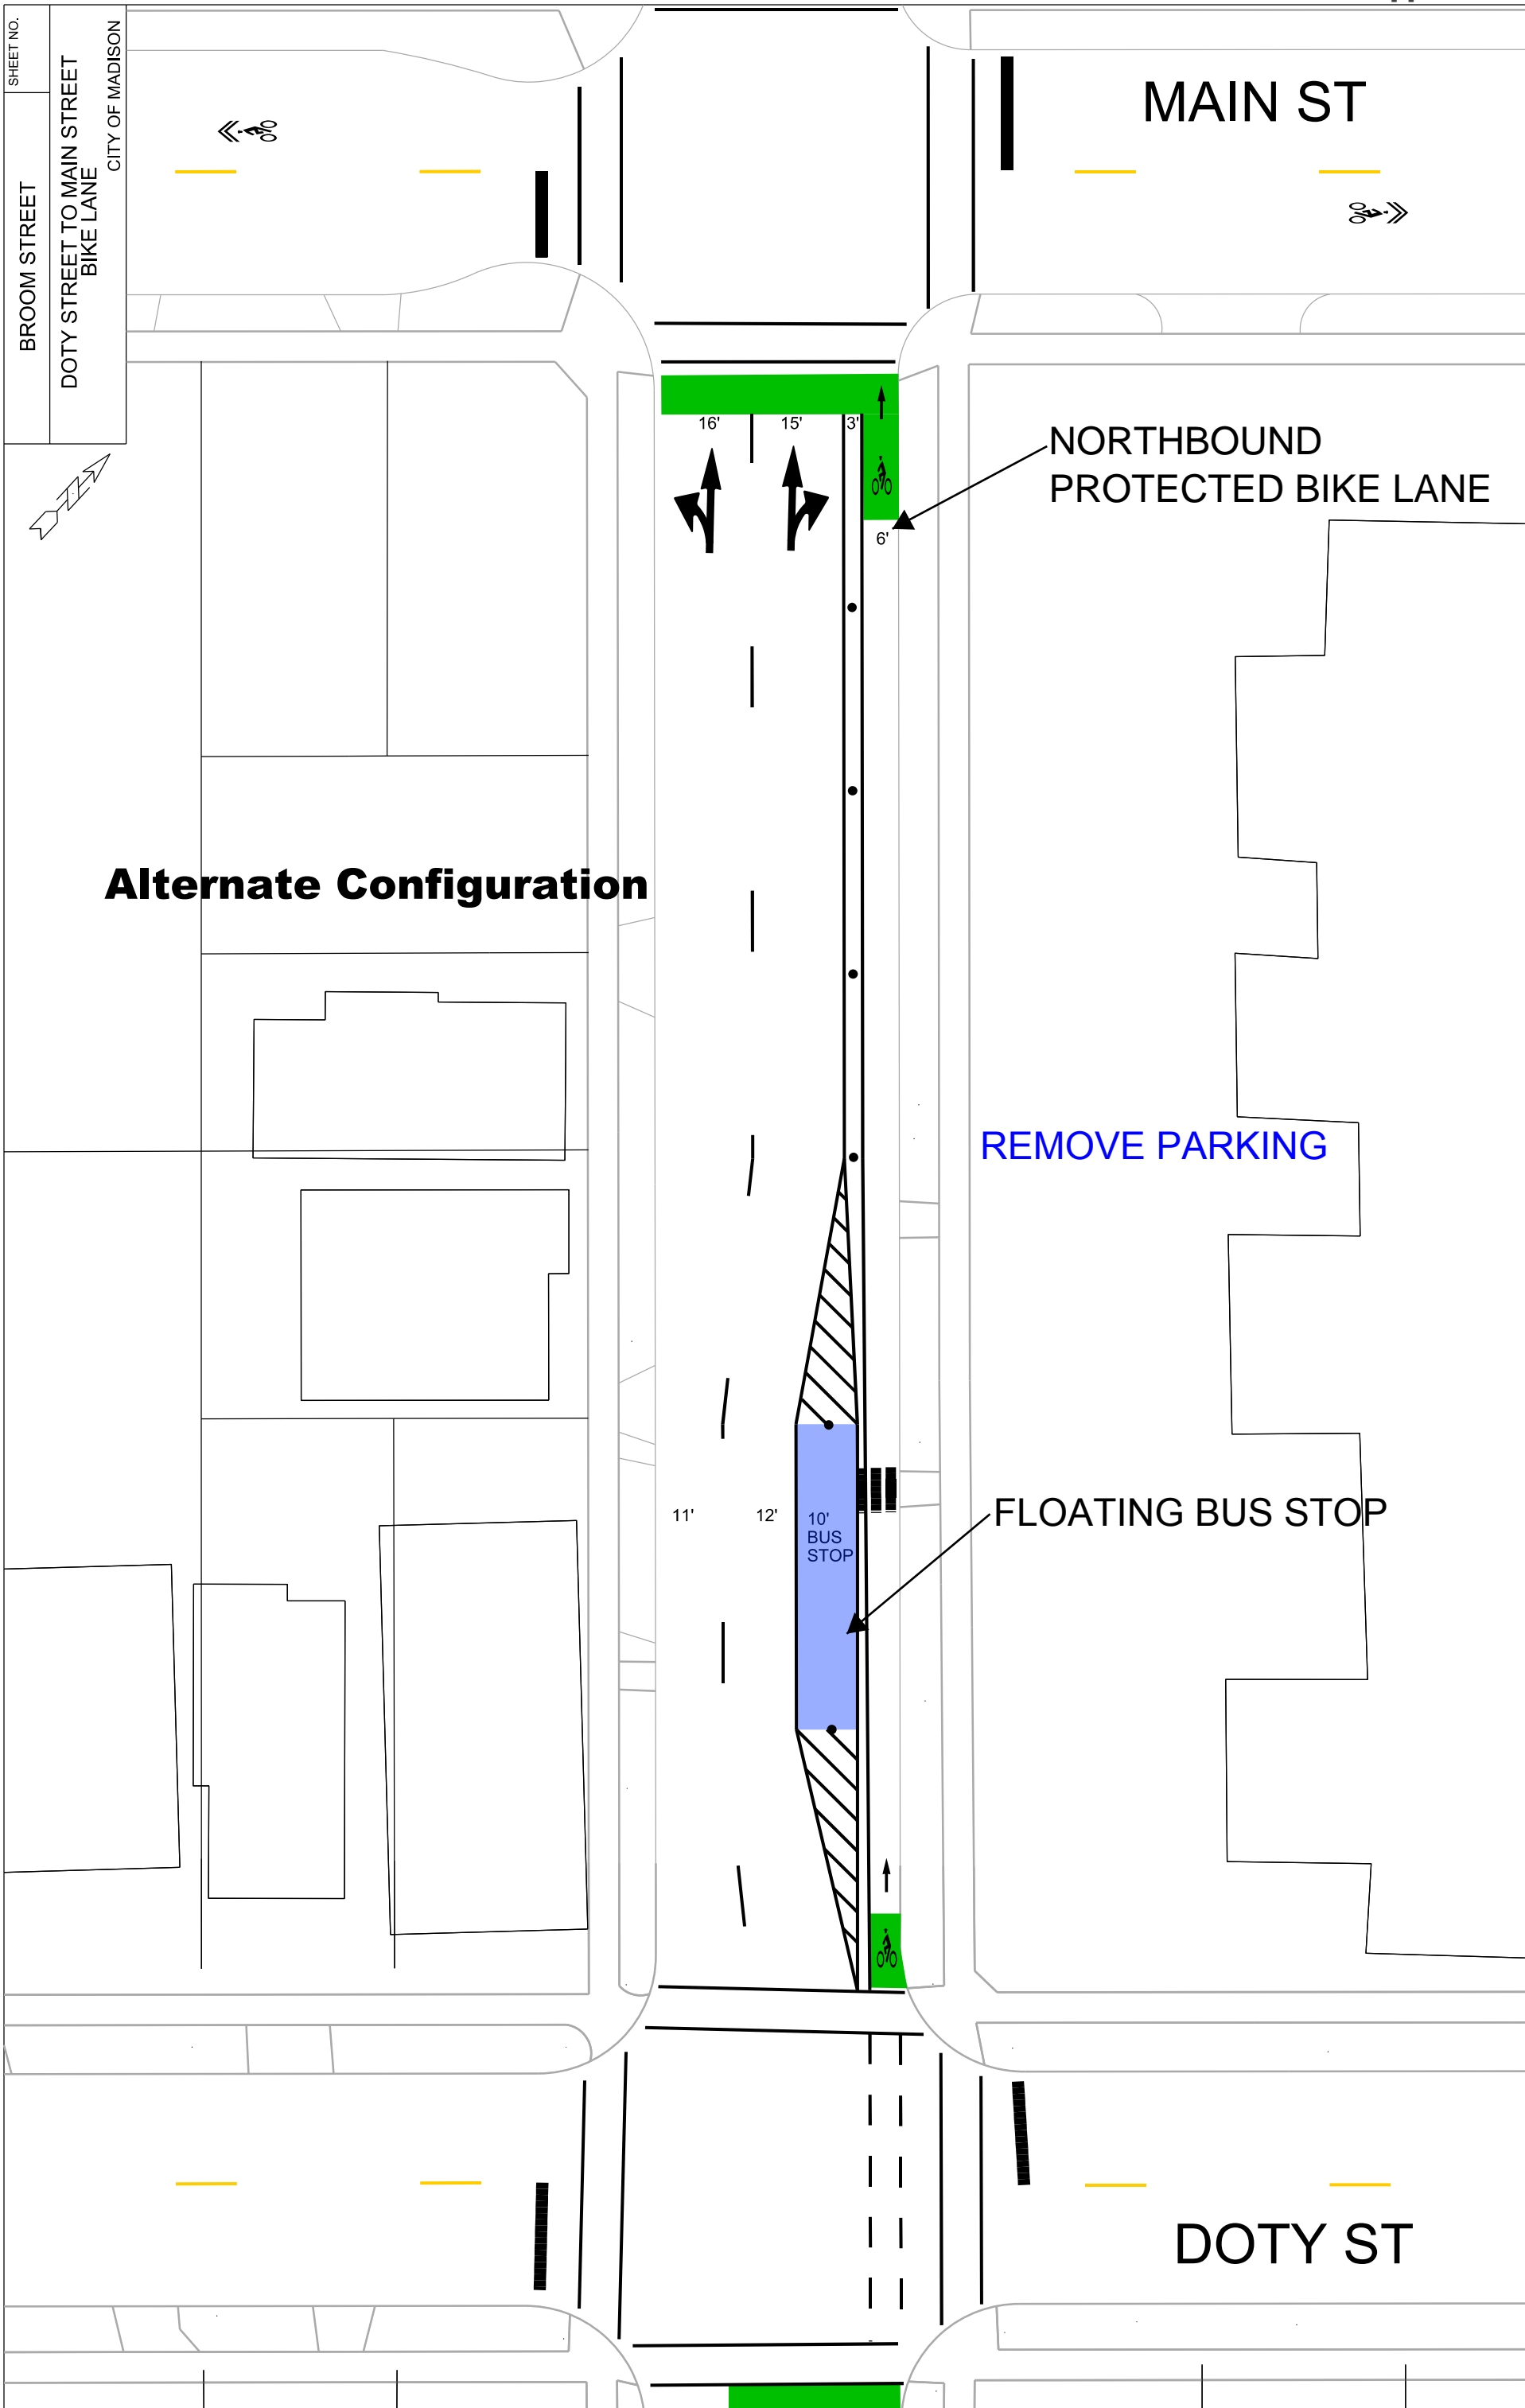 SHEET NO.
BROOM STREET
DOTY STREET TO MAIN STREET
BIKE LANE
CITY OF MADISON
MAIN ST
16'
15'
3'
NORTHBOUND
PROTECTED BIKE LANE
6'
Alternate Configuration
REMOVE PARKING
11'
12'
10'
BUS
STOP
FLOATING BUS STOP
DOTY ST